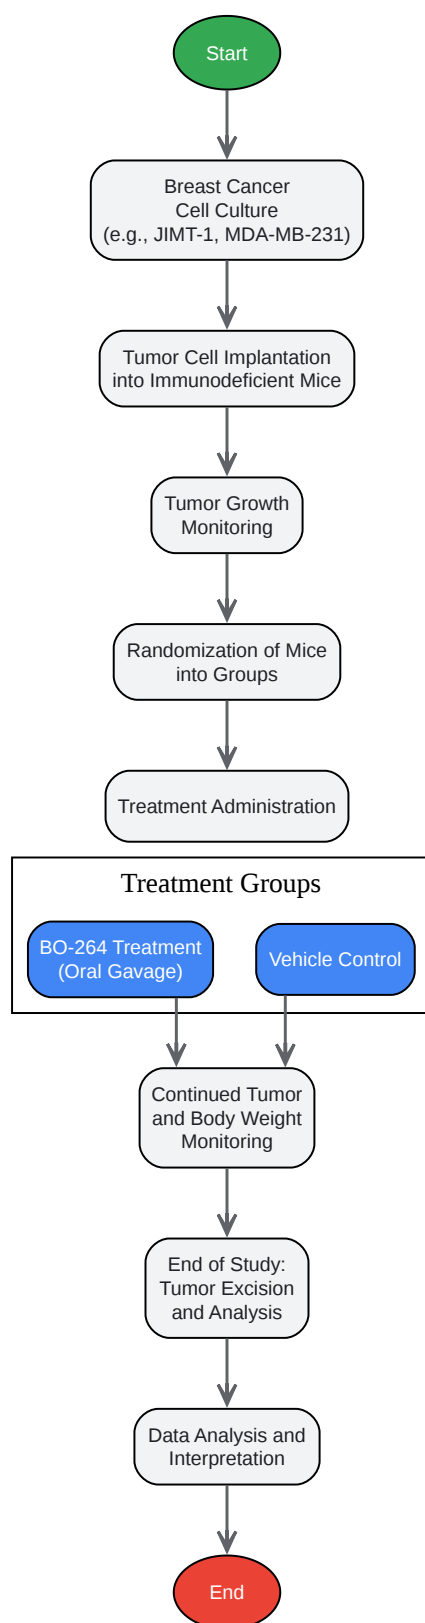 Start
Breast Cancer
Cell Culture
(e.g., JIMT-1, MDA-MB-231)
Tumor Cell Implantation
into Immunodeficient Mice
Tumor Growth
Monitoring
Randomization of Mice
into Groups
Treatment Administration
Treatment Groups
BO-264 Treatment
(Oral Gavage)
Vehicle Control
Continued Tumor
and Body Weight
Monitoring
End of Study:
Tumor Excision
and Analysis
Data Analysis and
Interpretation
End